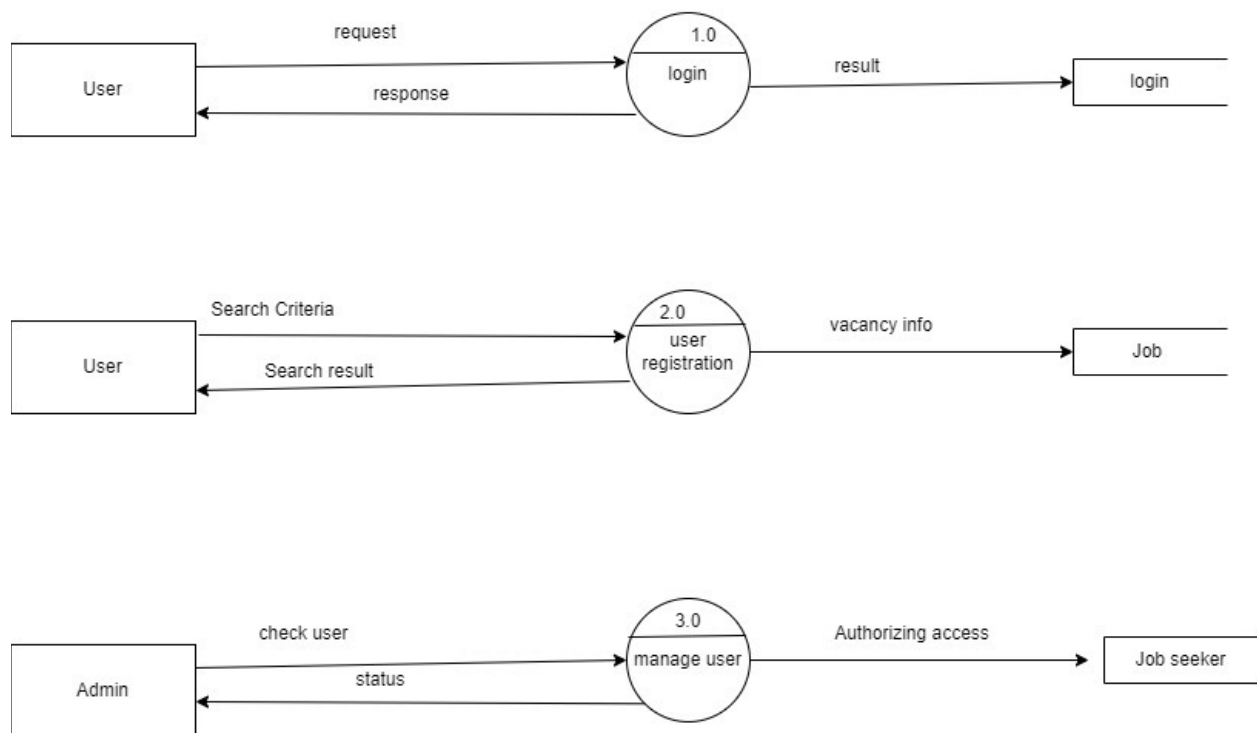 request
1.0
User
login
result
login
response
Search Criteria
2.0
vacancy info
User
user
registration
Job
Search result
check user
3.0
Authorizing access
Admin
manage user
Job seeker
status